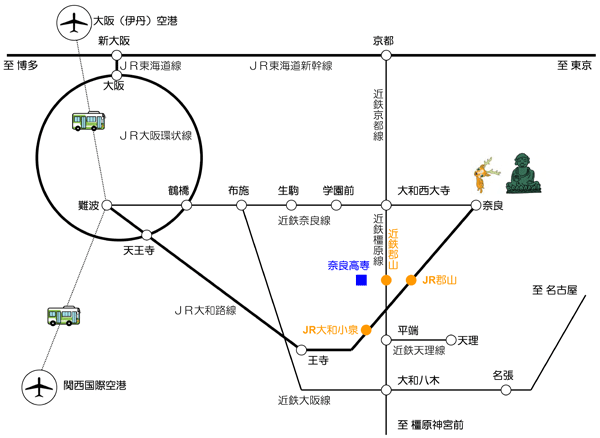 大阪（伊丹）空港
新大阪
京都
至 博多
ＪＲ東海道線
ＪＲ東海道新幹線
至 東京
大阪
近鉄京都線
ＪＲ大阪環状線
鶴橋
布施
生駒
学園前
大和西大寺
難波
奈良
近鉄奈良線
近鉄橿原線
近鉄郡山
天王寺
奈良高専
JR郡山
至 名古屋
ＪＲ大和路線
JR大和小泉
平端
天理
近鉄天理線
王寺
関西国際空港
大和八木
名張
近鉄大阪線
至 橿原神宮前